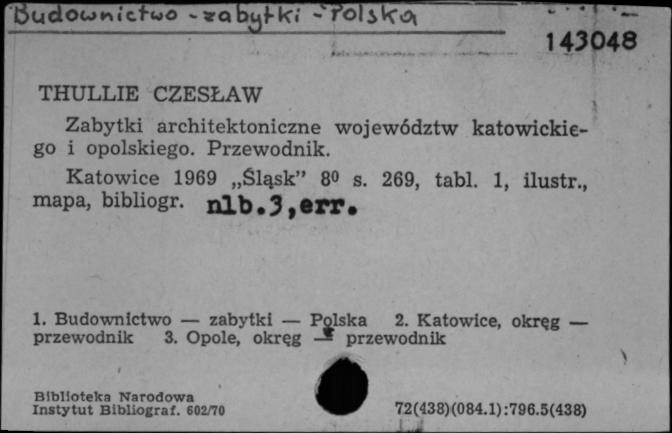 Budownictwo - zabytki - Polska
143048
THULLIE CZESŁAW
Zabytki architektoniczne województw katowickie-
go i opolskiego. Przewodnik.
Katowice 1969 „Śląsk” 8⁰ s. 269, tabl. 1, ilustr.,
mapa, bibliogr. nlb.3,err.
1. Budownictwo — zabytki — Polska 2. Katowice, okręg —
przewodnik 3. Opole, okręg — przewodnik
Biblioteka Narodowa
Instytut Bibliograf. 602/70
72(438)(084.1):796.5(438)